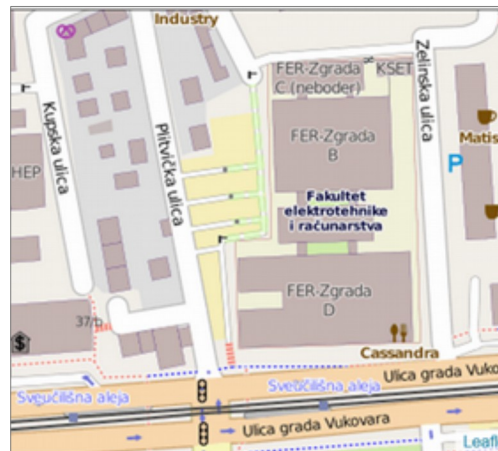 Industry
FER-Zgrada
C (neboder)
KSET
Zelinska ulica
Kupska ulica
Plitvička ulica
HEP
FER-Zgrada
B
Matis
P
Fakultet
elektrotehnike
i računarstva
FER-Zgrada
D
37/b
$
Cassandra
Ulica grada Vuko
Sveučilišna aleja
Sveučilišna aleja
Ulica grada Vukovara
Leafl